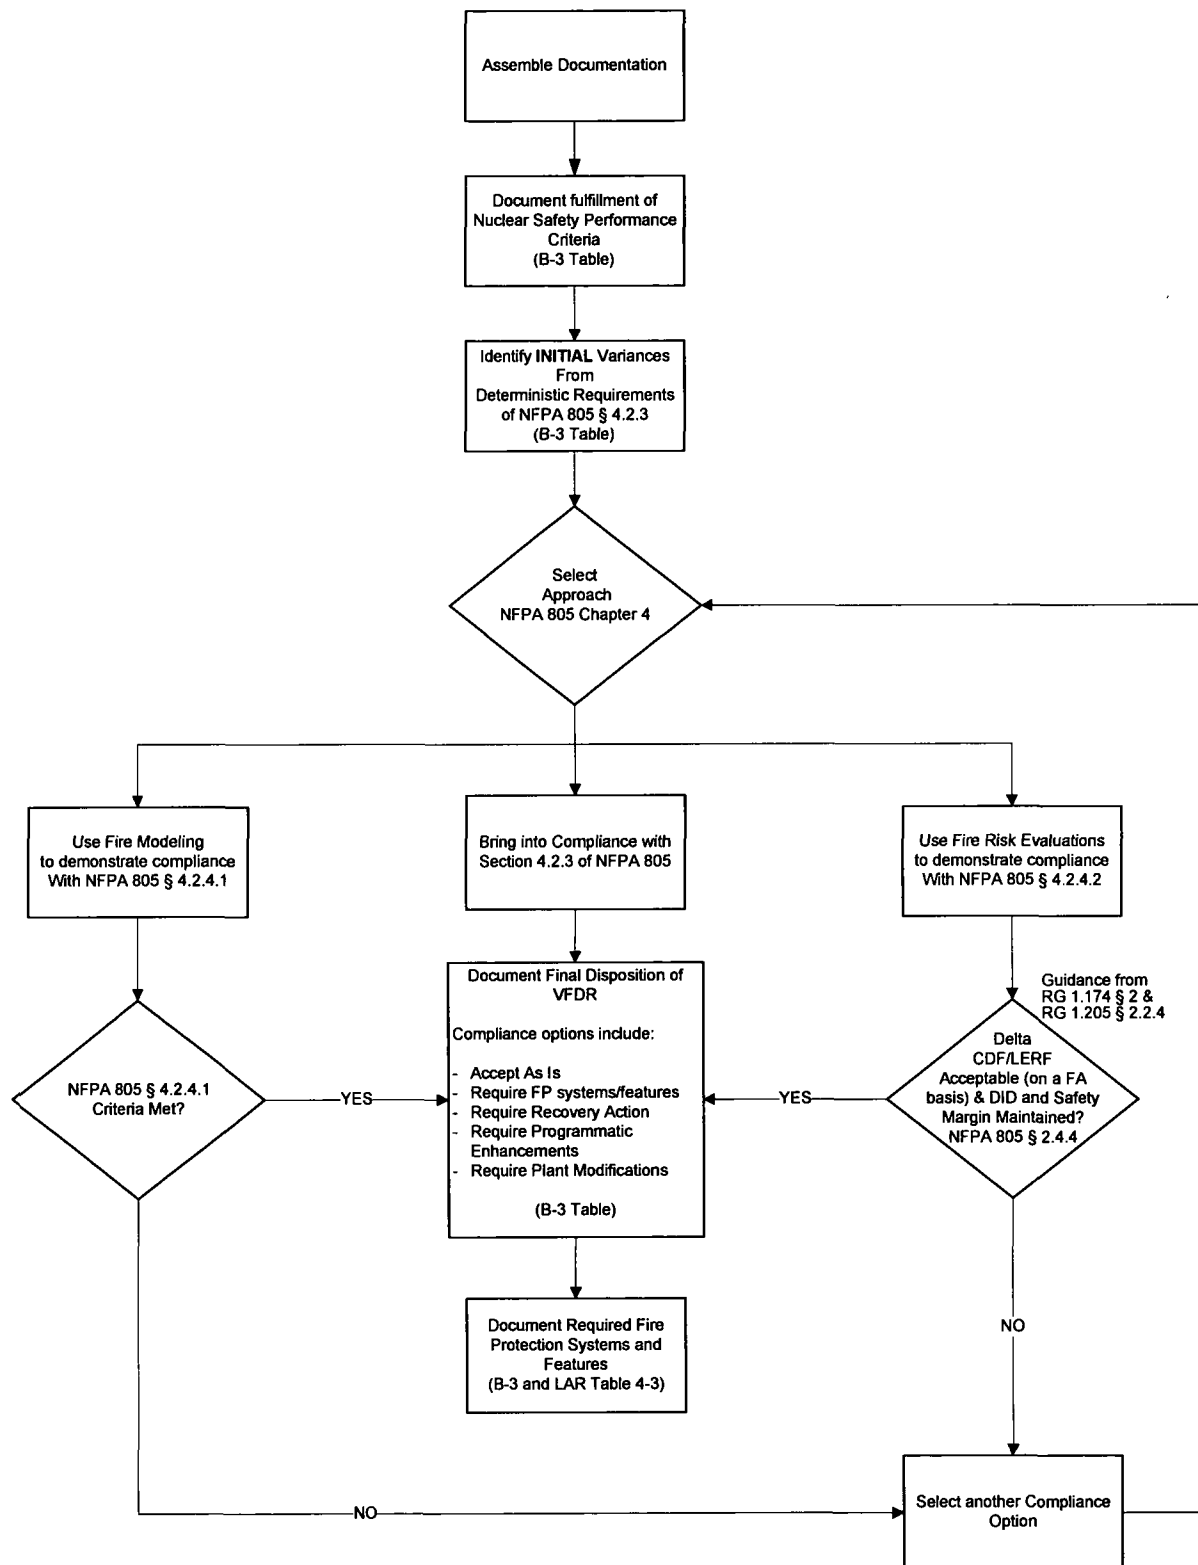 Assemble Documentation
Document fulfillment of
Nuclear Safety Performance
Criteria
(B-3 Table)
Identify INITIAL Variances
From
Deterministic Requirements
of NFPA 805 § 4.2.3
(B-3 Table)
Select
Approach
NFPA 805 Chapter 4
Use Fire Modeling
to demonstrate compliance
With NFPA 805 § 4.2.4.1
Bring into Compliance with
Section 4.2.3 of NFPA 805
Use Fire Risk Evaluations
to demonstrate compliance
With NFPA 805 § 4.2.4.2
NFPA 805 § 4.2.4.1
Criteria Met?
YES
Document Final Disposition of
VFDR
Compliance options include:
- Accept As Is
- Require FP systems/features
- Require Recovery Action
- Require Programmatic
Enhancements
- Require Plant Modifications
(B-3 Table)
YES
Guidance from
RG 1.174 § 2 &
RG 1.205 § 2.2.4
Delta
CDF/LERF
Acceptable (on a FA
basis) & DID and Safety
Margin Maintained?
NFPA 805 § 2.4.4
Document Required Fire
Protection Systems and
Features
(B-3 and LAR Table 4-3)
NO
NO
Select another Compliance
Option